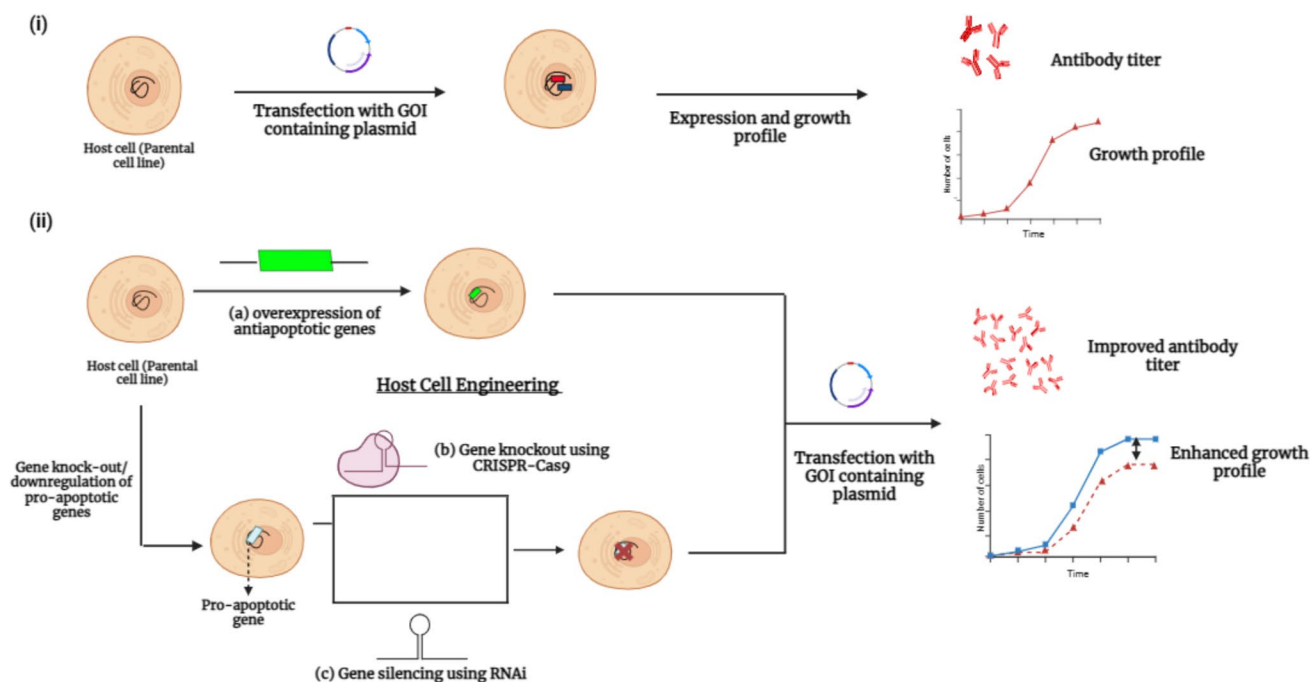 (i)
Host cell (Parental
cell line)
Transfection with GOI
containing plasmid
Expression and growth
profile
Antibody titer
Number of cells
Time
Growth profile
(ii)
Host cell (Parental
cell line)
(a) overexpression of
antiapoptotic genes
Host Cell Engineering
Gene knock-out/
downregulation of
pro-apoptotic
genes
Pro-apoptotic
gene
(b) Gene knockout using
CRISPR-Cas9
(c) Gene silencing using RNAi
Transfection with
GOI containing
plasmid
Improved antibody
titer
Number of cells
Time
Enhanced growth
profile